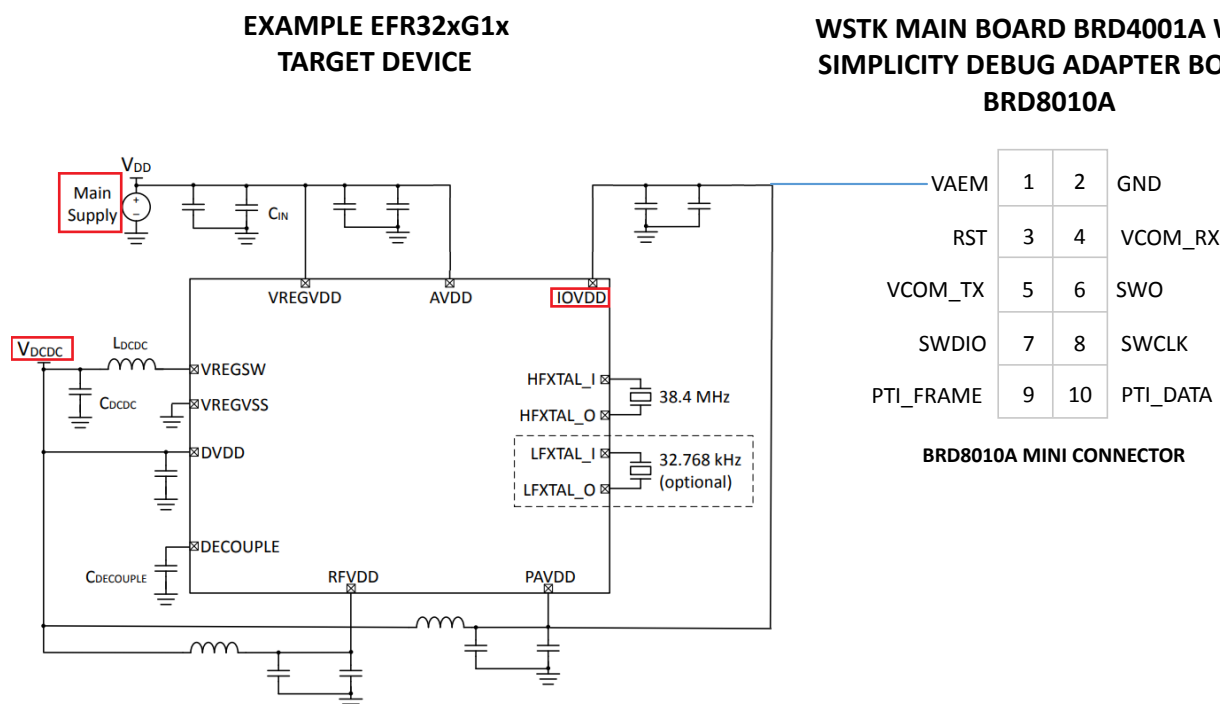 EXAMPLE EFR32xG1x
TARGET DEVICE
WSTK MAIN BOARD BRD4001A
SIMPLICITY DEBUG ADAPTER
BRD8010A
VDD
Main
Supply
+
−
CIN
VREGVDD
AVDD
IOVDD
VDCDC
LDCDC
CDCDC
VREGSW
VREGVSS
DVDD
DECOUPLE
CDECOUPLE
RFVDD
PAVDD
HFXTAL_I
HFXTAL_O
38.4 MHz
LFXTAL_I
LFXTAL_O
32.768 kHz
(optional)
VAEM 1 2 GND
RST 3 4 VCOM_RX
VCOM_TX 5 6 SWO
SWDIO 7 8 SWCLK
PTI_FRAME 9 10 PTI_DATA
BRD8010A MINI CONNECTOR